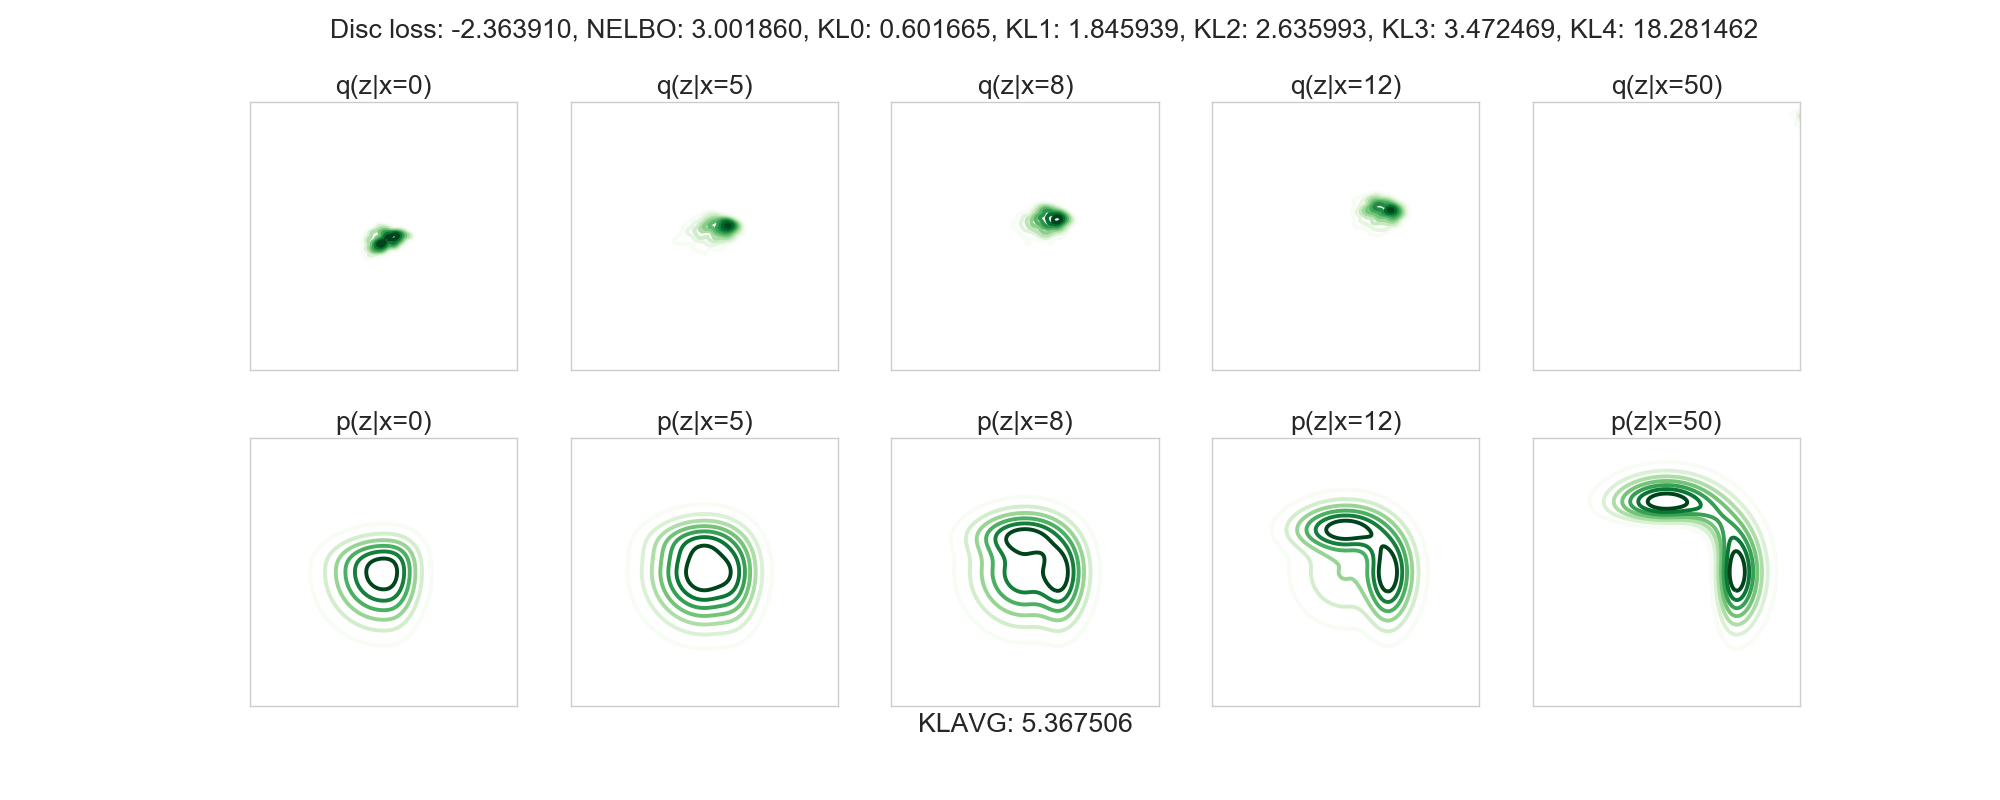 Disc loss: -2.363910, NELBO: 3.001860, KL0: 0.601665, KL1: 1.845939, KL2: 2.635993, KL3: 3.472469, KL4: 18.281462
q(z|x=0) q(z|x=5) q(z|x=8) q(z|x=12) q(z|x=50)
p(z|x=0) p(z|x=5) p(z|x=8) p(z|x=12) p(z|x=50)
KLAVG: 5.367506